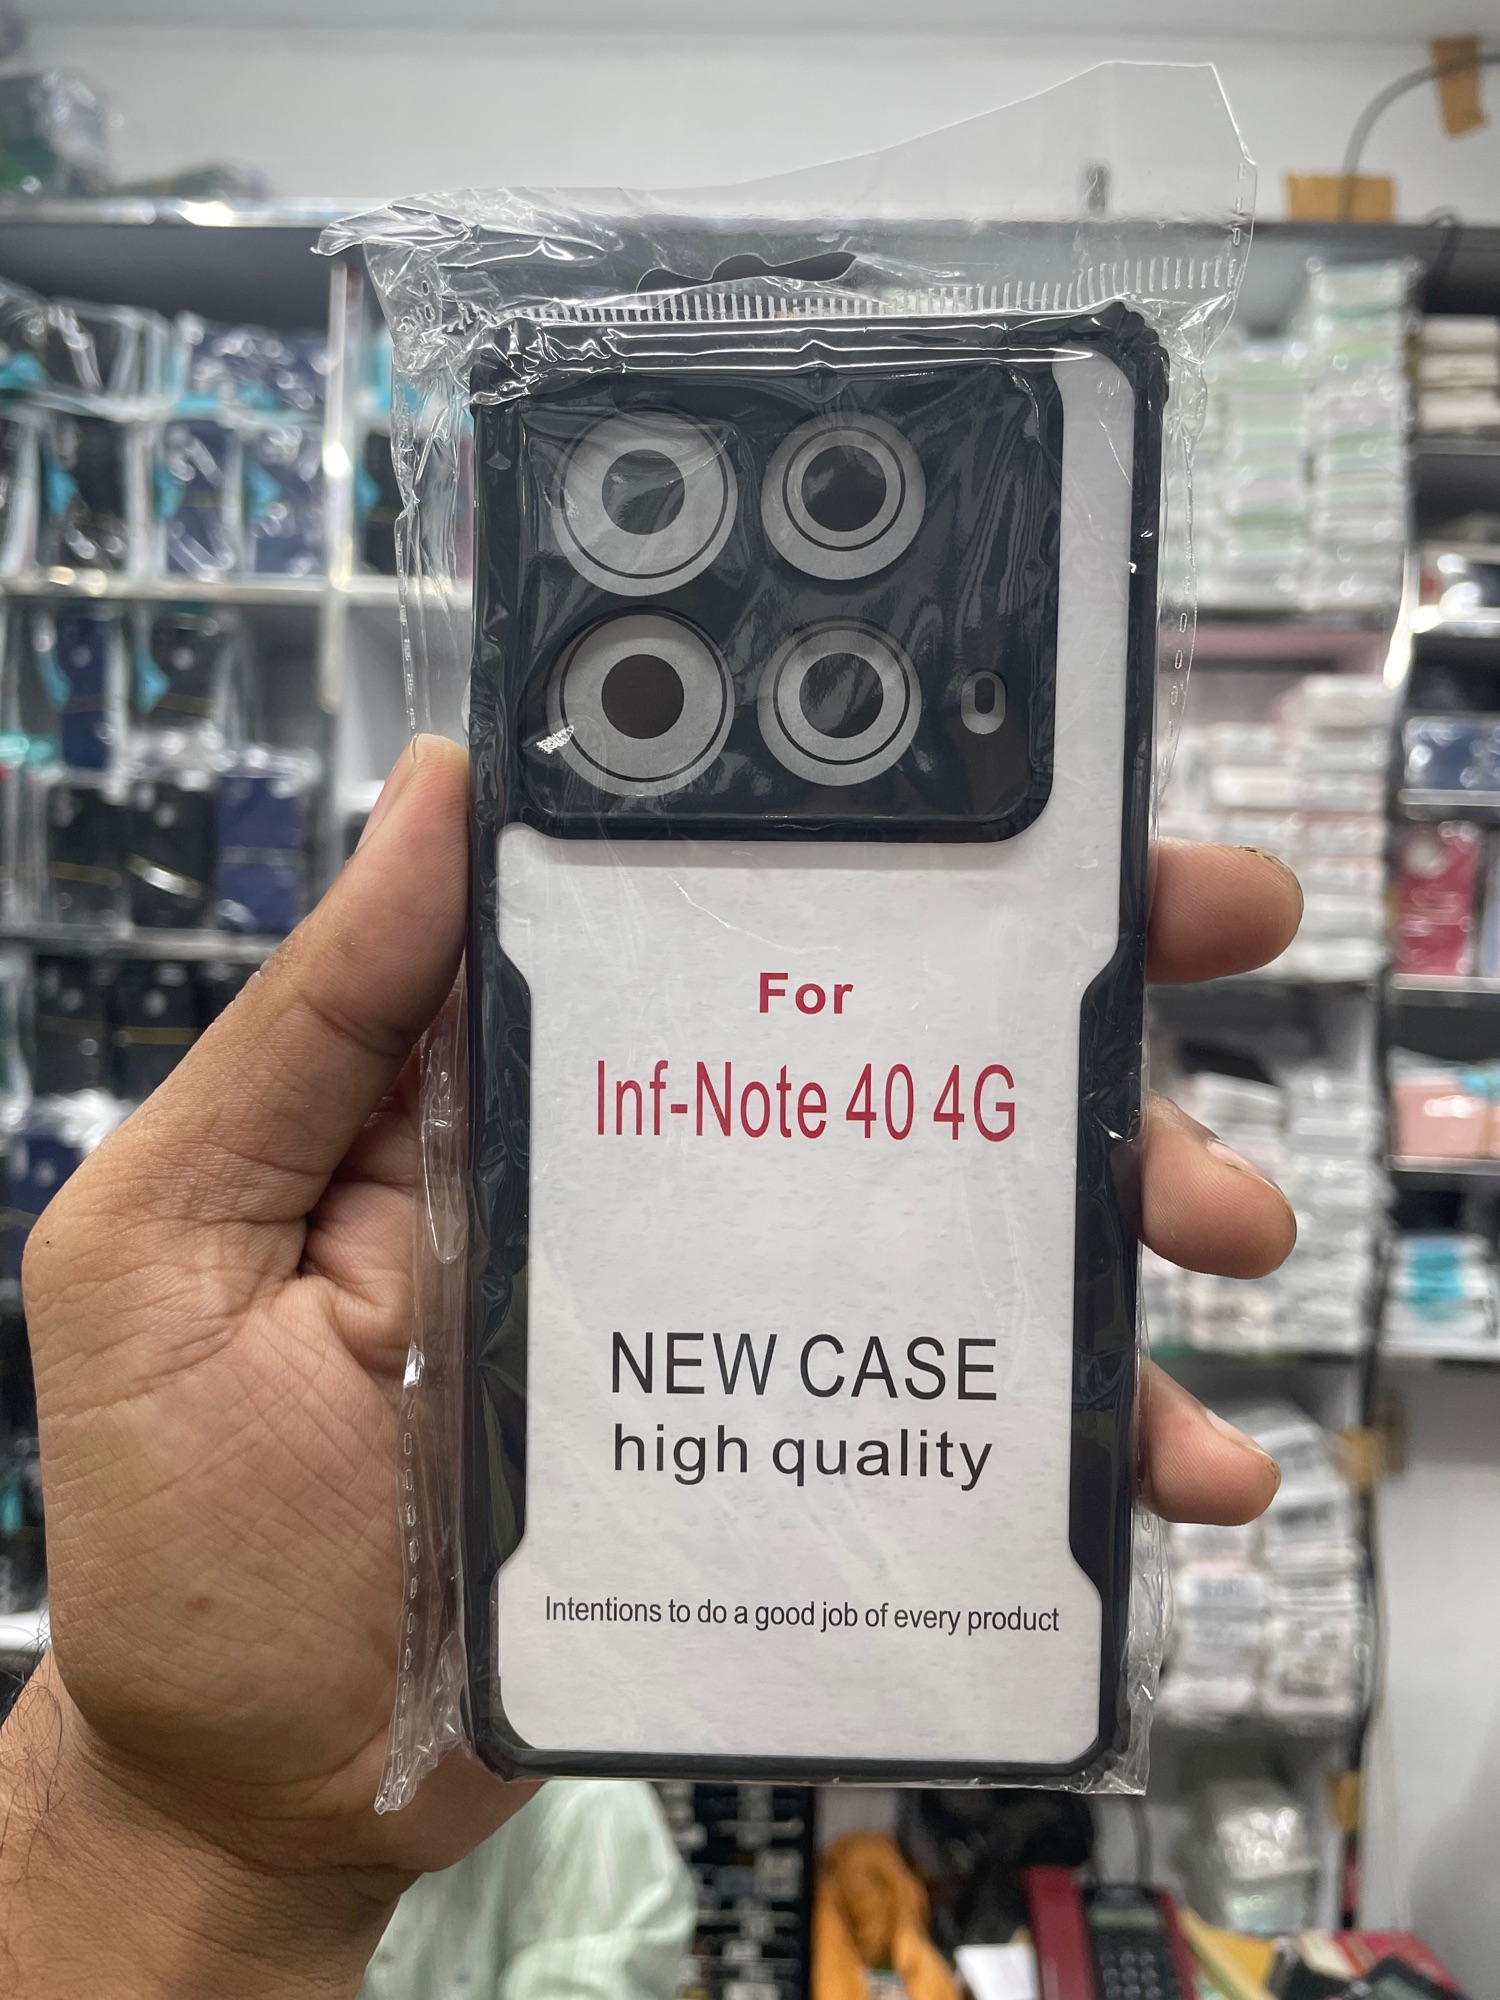 For
Inf-Note 40 4G
NEW CASE
high quality
Intentions to do a good job of every product